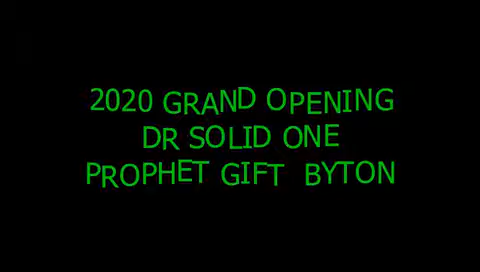 2020 GRAND OPENING
DR SOLID ONE
PROPHET GIFT BYTON